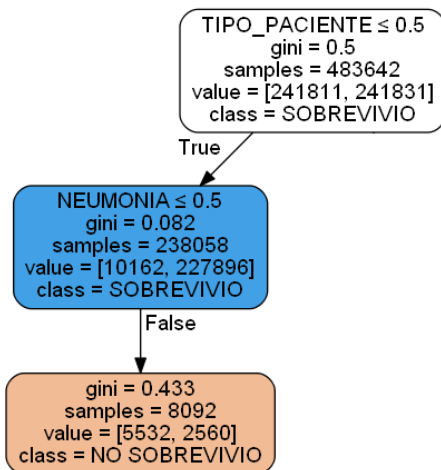 TIPO_PACIENTE ≤ 0.5
gini = 0.5
samples = 483642
value = [241811, 241831]
class = SOBREVIVIO
True
NEUMONIA ≤ 0.5
gini = 0.082
samples = 238058
value = [10162, 227896]
class = SOBREVIVIO
False
gini = 0.433
samples = 8092
value = [5532, 2560]
class = NO SOBREVIVIO